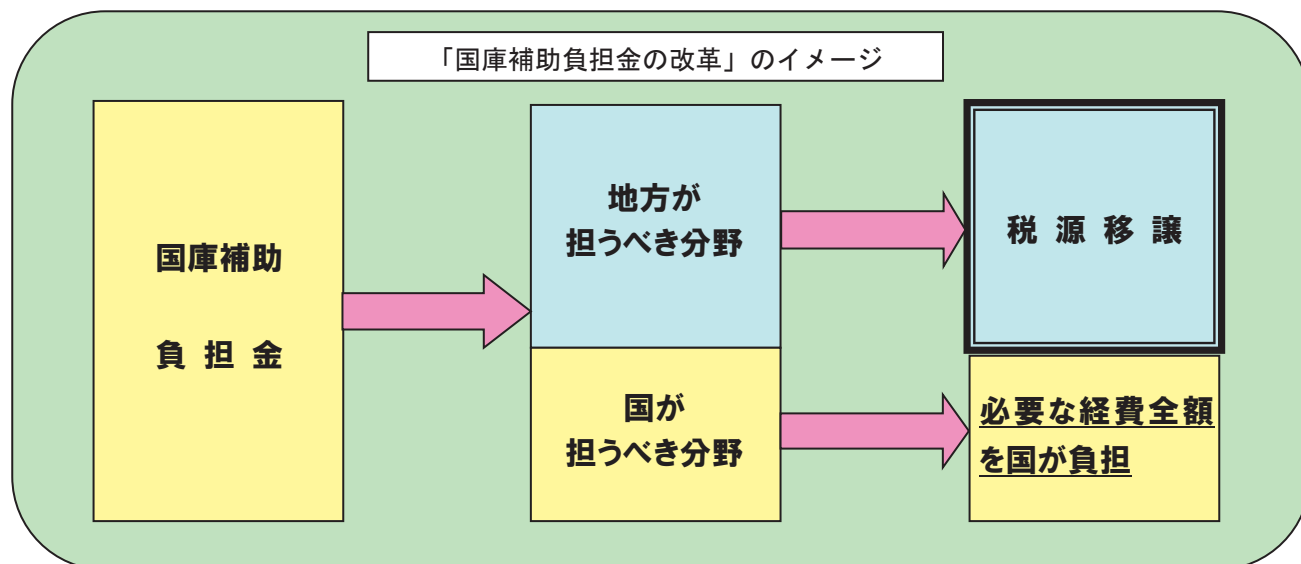 「国庫補助負担金の改革」のイメージ
国庫補助
負担金
地方が
担うべき分野
国が
担うべき分野
税源移譲
必要な経費全額
を国が負担